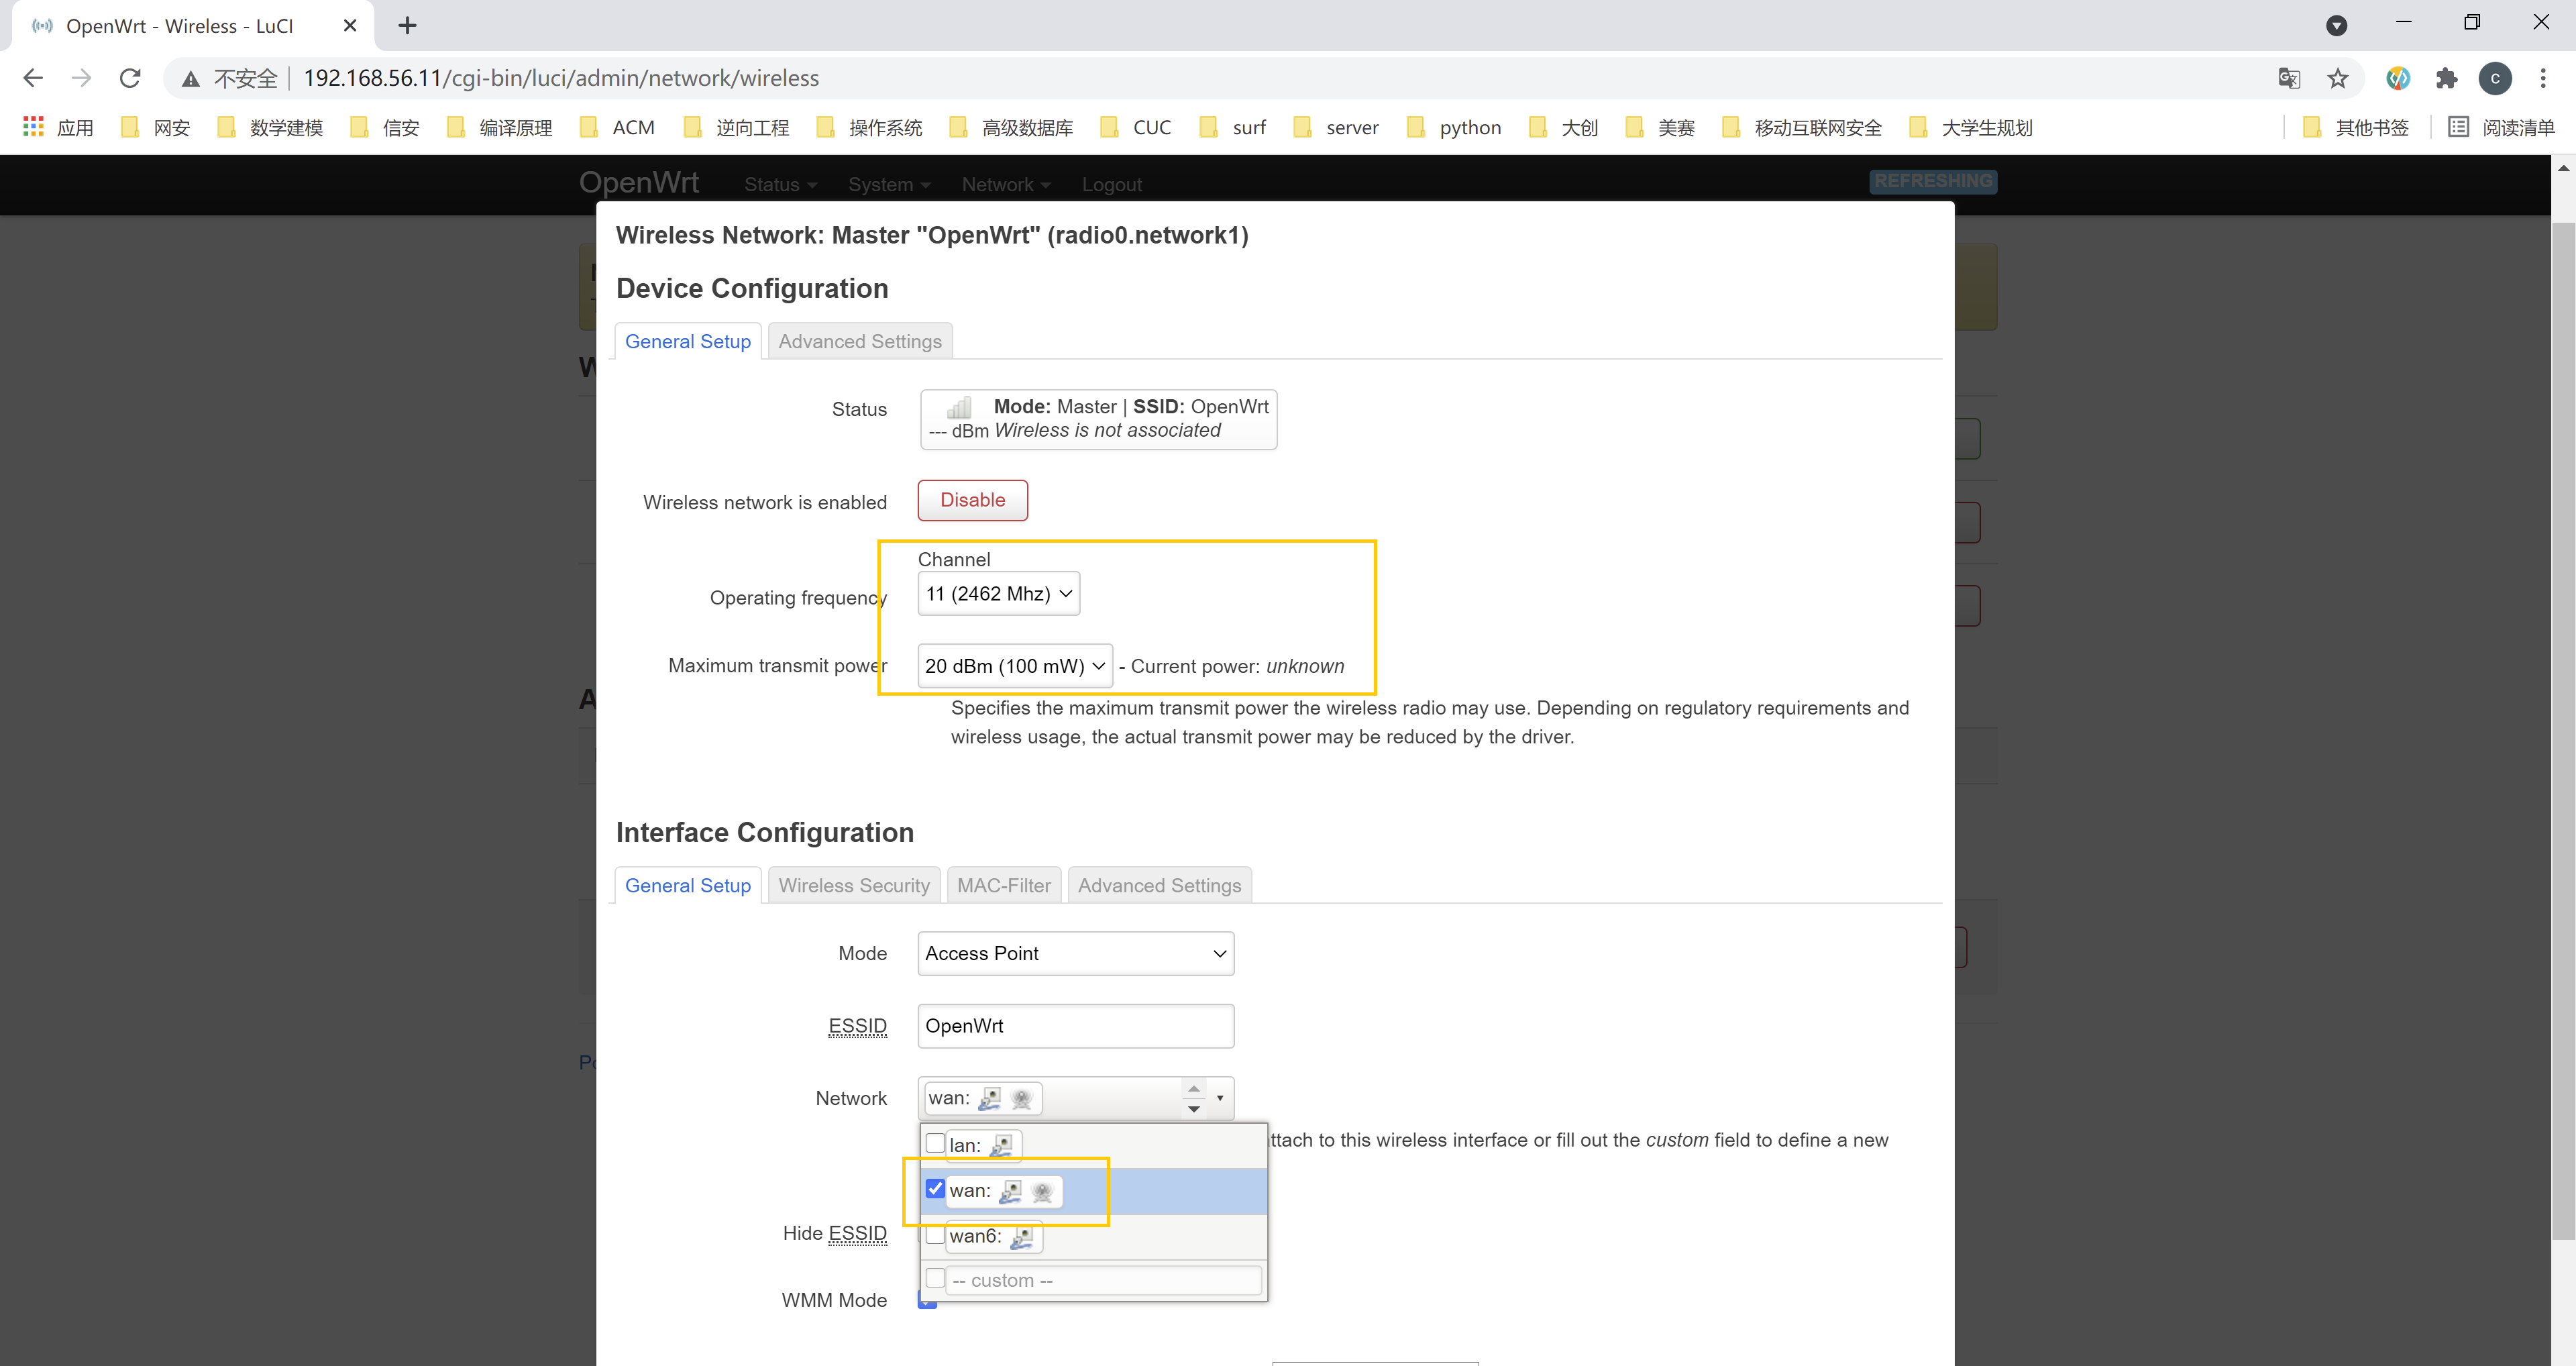 OpenWrt - Wireless - LuCI
不安全 192.168.56.11/cgi-bin/luci/admin/network/wireless
c
应用 网安 数学建模 信安 编译原理 ACM 逆向工程 操作系统 高级数据库 CUC surf server python 大创 美赛 移动互联网安全 大学生规划 其他书签 阅读清单
OpenWrt Status System Network Logout REFRESHING
Wireless Network: Master "OpenWrt" (radio0.network1)
Device Configuration
General Setup Advanced Settings
Status
Mode: Master | SSID: OpenWrt
--- dBm Wireless is not associated
Wireless network is enabled Disable
Channel
Operating frequency 11 (2462 Mhz)
Maximum transmit power 20 dBm (100 mW) - Current power: unknown
Specifies the maximum transmit power the wireless radio may use. Depending on regulatory requirements and
wireless usage, the actual transmit power may be reduced by the driver.
Interface Configuration
General Setup Wireless Security MAC-Filter Advanced Settings
Mode Access Point
ESSID OpenWrt
Network wan:
lan:
ttach to this wireless interface or fill out the custom field to define a new
wan:
Hide ESSID
wan6:
-- custom --
WMM Mode